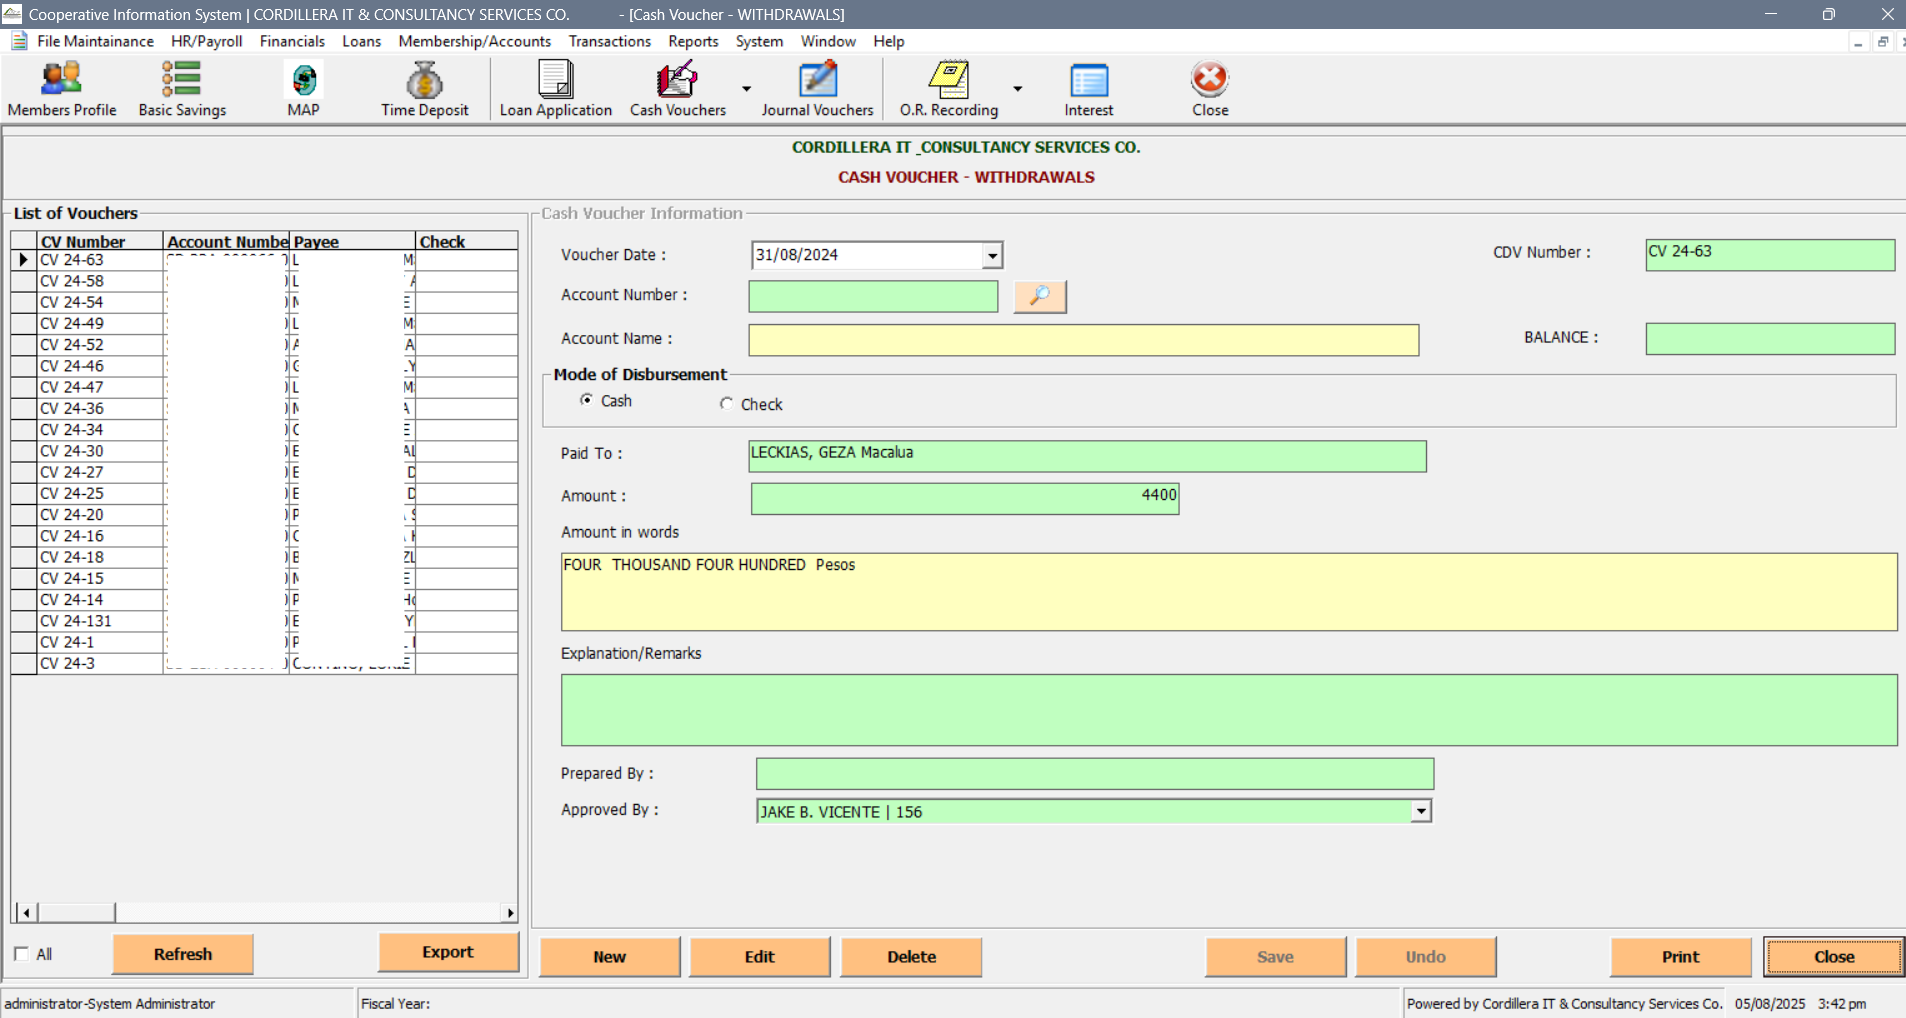 Cooperative Information System | CORDILLERA IT & CONSULTANCY SERVICES CO. - [Cash Voucher - WITHDRAWALS]
File Maintainance HR/Payroll Financials Loans Membership/Accounts Transactions Reports System Window Help
Members Profile Basic Savings MAP Time Deposit Loan Application Cash Vouchers Journal Vouchers O.R. Recording Interest Close
CORDILLERA IT _CONSULTANCY SERVICES CO.
CASH VOUCHER - WITHDRAWALS
List of Vouchers
CV Number Account Numbe Payee Check
CV 24-63
CV 24-58
CV 24-54
CV 24-49
CV 24-52
CV 24-46
CV 24-47
CV 24-36
CV 24-34
CV 24-30
CV 24-27
CV 24-25
CV 24-20
CV 24-16
CV 24-18
CV 24-15
CV 24-14
CV 24-131
CV 24-1
CV 24-3
All Refresh Export
Cash Voucher Information
Voucher Date : 31/08/2024 CDV Number : CV 24-63
Account Number :
Account Name : BALANCE :
Mode of Disbursement
Cash Check
Paid To : LECKIAS, GEZA Macalua
Amount : 4400
Amount in words
FOUR THOUSAND FOUR HUNDRED Pesos
Explanation/Remarks
Prepared By :
Approved By : JAKE B. VICENTE | 156
New Edit Delete Save Undo Print Close
administrator-System Administrator Fiscal Year: Powered by Cordillera IT & Consultancy Services Co. 05/08/2025 3:42 pm